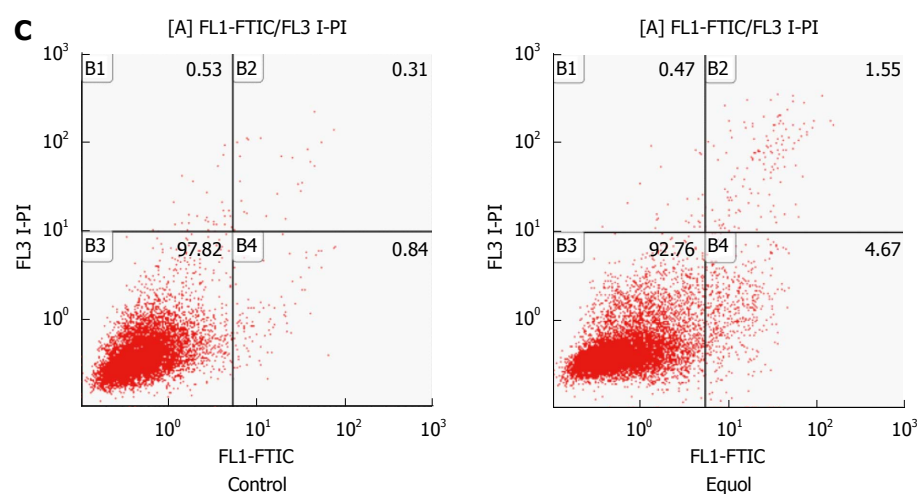 C
[A] FL1-FTIC/FL3 I-PI
10³
B1
0.53
B2
0.31
10²
FL3 I-PI
10¹
B3
97.82
B4
0.84
10⁰
10⁰
10¹
10²
10³
FL1-FTIC
Control
[A] FL1-FTIC/FL3 I-PI
10³
B1
0.47
B2
1.55
10²
FL3 I-PI
10¹
B3
92.76
B4
4.67
10⁰
10⁰
10¹
10²
10³
FL1-FTIC
Equol